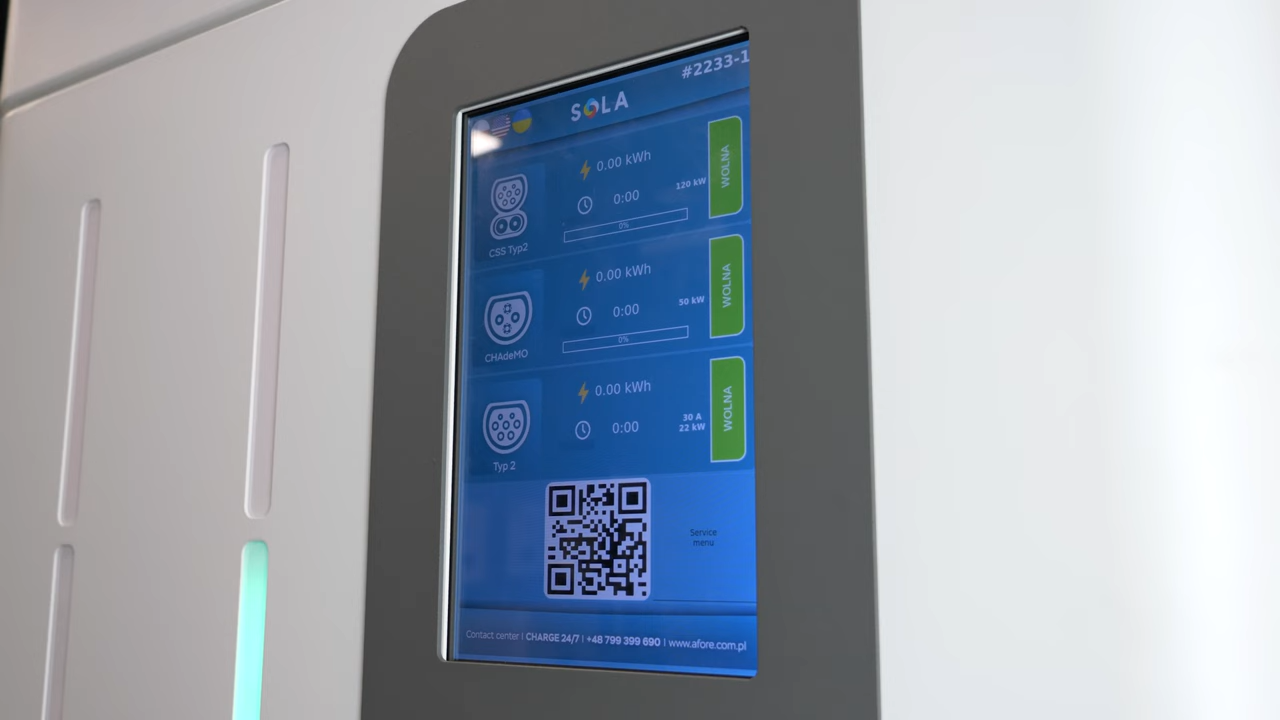 #2233-1
SOLA
0.00 kWh
120 kW
WOLNA
0:00
0%
CSS Typ2
0.00 kWh
50 kW
WOLNA
0:00
0%
CHAdeMO
0.00 kWh
30 A
22 kW
WOLNA
0:00
Typ 2
Service
menu
Contact center | CHARGE 24/7 | +48 799 399 690 | www.afore.com.pl